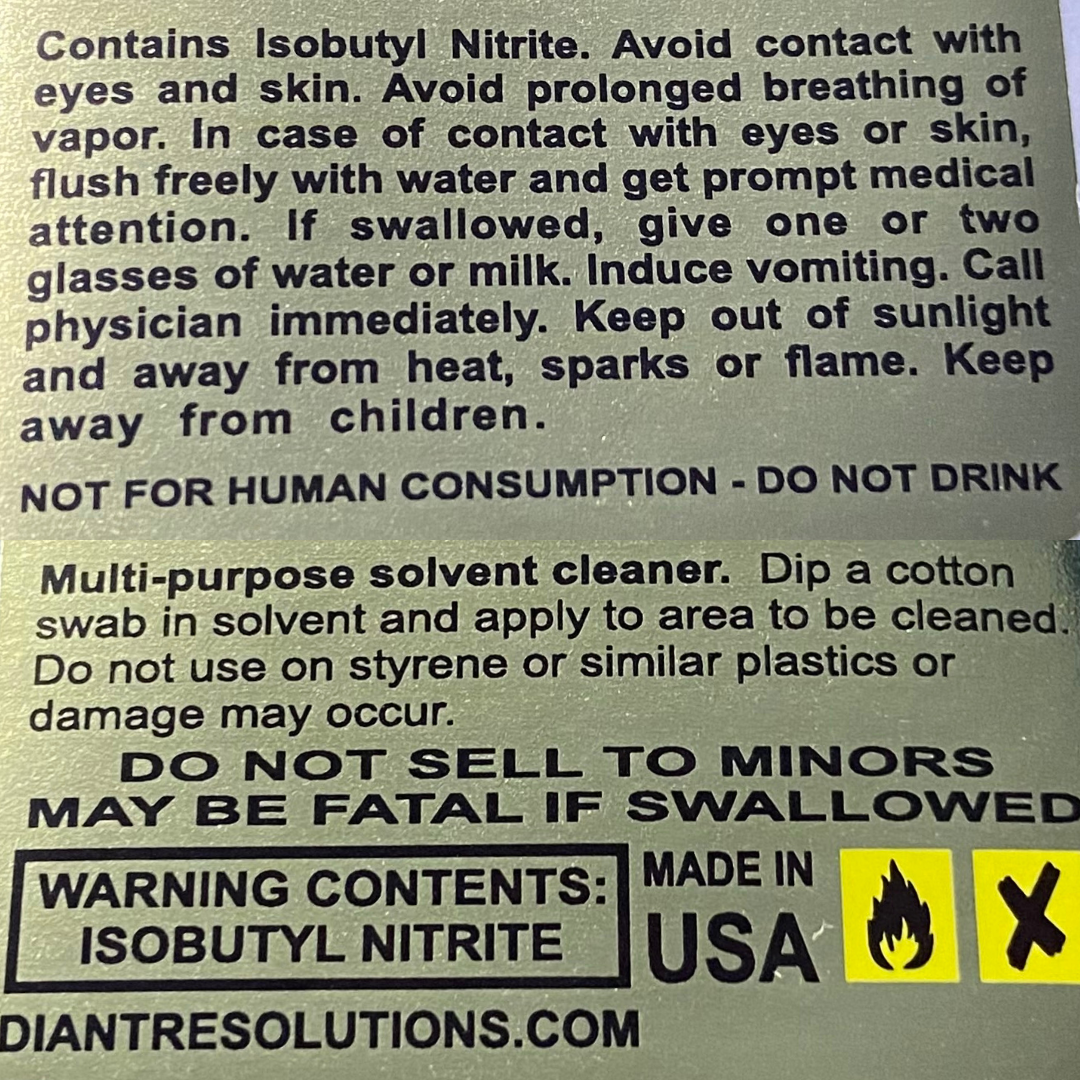 Contains Isobutyl Nitrite. Avoid contact with
eyes and skin. Avoid prolonged breathing of
vapor. In case of contact with eyes or skin,
flush freely with water and get prompt medical
attention. If swallowed, give one or two
glasses of water or milk. Induce vomiting. Call
physician immediately. Keep out of sunlight
and away from heat, sparks or flame. Keep
away from children.
NOT FOR HUMAN CONSUMPTION - DO NOT DRINK
Multi-purpose solvent cleaner. Dip a cotton
swab in solvent and apply to area to be cleaned.
Do not use on styrene or similar plastics or
damage may occur.
DO NOT SELL TO MINORS
MAY BE FATAL IF SWALLOWED
WARNING CONTENTS:
ISOBUTYL NITRITE
MADE IN
USA
DIANTRESOLUTIONS.COM